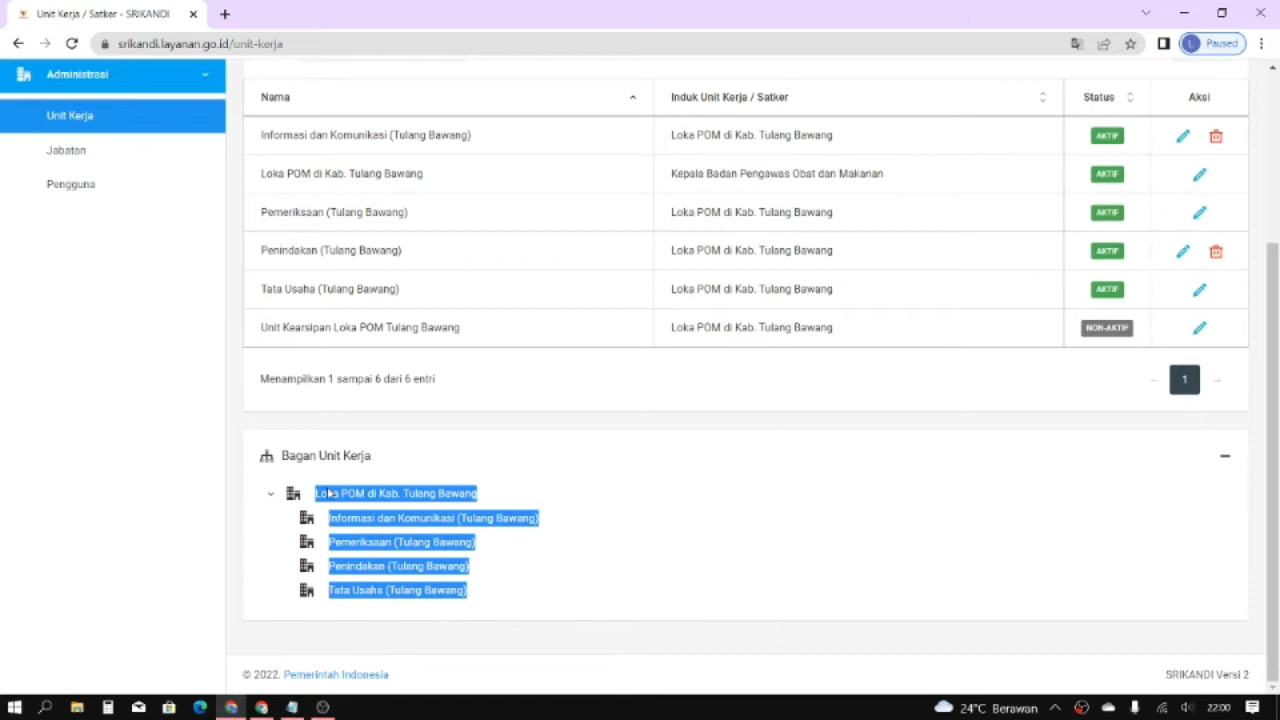 Unit Kerja / Satker - SRIKANDI
srikandi.layanan.go.id/unit-kerja
L Paused
Administrasi
Unit Kerja
Jabatan
Pengguna
Nama Induk Unit Kerja / Satker Status Aksi
Informasi dan Komunikasi (Tulang Bawang) Loka POM di Kab. Tulang Bawang AKTIF
Loka POM di Kab. Tulang Bawang Kepala Badan Pengawas Obat dan Makanan AKTIF
Pemeriksaan (Tulang Bawang) Loka POM di Kab. Tulang Bawang AKTIF
Penindakan (Tulang Bawang) Loka POM di Kab. Tulang Bawang AKTIF
Tata Usaha (Tulang Bawang) Loka POM di Kab. Tulang Bawang AKTIF
Unit Kearsipan Loka POM Tulang Bawang Loka POM di Kab. Tulang Bawang NON-AKTIF
Menampilkan 1 sampai 6 dari 6 entri 1
Bagan Unit Kerja
Loka POM di Kab. Tulang Bawang
Informasi dan Komunikasi (Tulang Bawang)
Pemeriksaan (Tulang Bawang)
Penindakan (Tulang Bawang)
Tata Usaha (Tulang Bawang)
© 2022. Pemerintah Indonesia SRIKANDI Versi 2
24°C Berawan 22:00